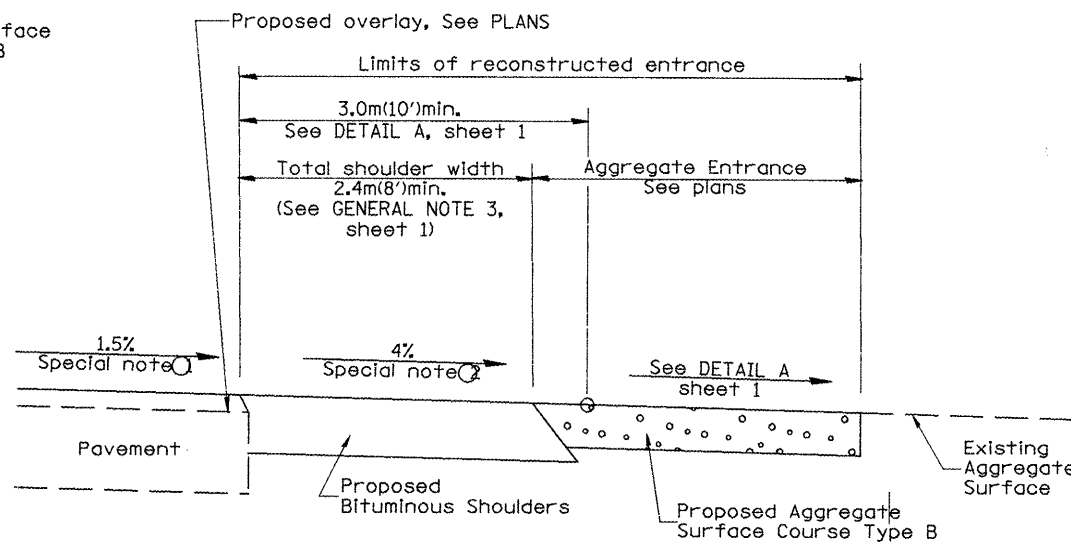 face
B
Proposed overlay, See PLANS
Limits of reconstructed entrance
3.0m(10')min.
See DETAIL A, sheet 1
Total shoulder width
2.4m(8')min.
(See GENERAL NOTE 3,
sheet 1)
Aggregate Entrance
See plans
1.5%
Special note 1
4%
Special note 2
See DETAIL A
sheet 1
Pavement
Proposed
Bituminous Shoulders
Proposed Aggregate
Surface Course Type B
Existing
Aggregate
Surface